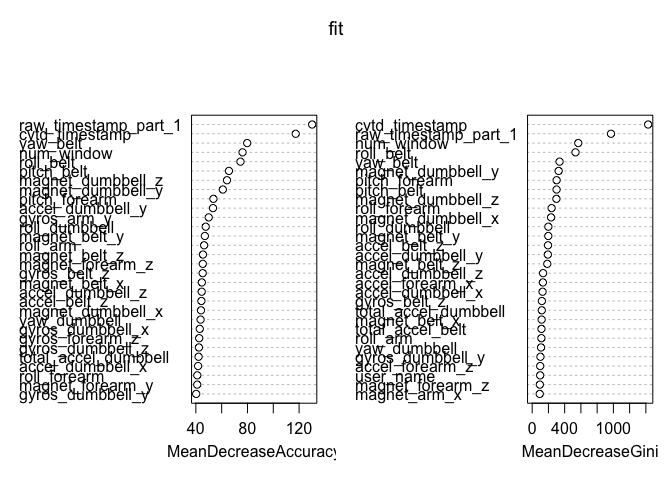 fit
raw_timestamp_part_1
cvtd_timestamp
yaw_belt
num_window
roll_belt
pitch_belt
magnet_dumbbell_z
magnet_dumbbell_y
pitch_forearm
accel_dumbbell_y
gyros_arm_y
roll_dumbbell
magnet_belt_y
roll_arm
magnet_belt_z
magnet_forearm_z
gyros_belt_z
magnet_belt_x
accel_dumbbell_z
accel_belt_z
magnet_dumbbell_x
yaw_dumbbell
gyros_dumbbell_x
gyros_forearm_z
gyros_dumbbell_z
total_accel_dumbbell
accel_dumbbell_x
roll_forearm
magnet_forearm_y
gyros_dumbbell_y
40 80 120
MeanDecreaseAccuracy
cvtd_timestamp
raw_timestamp_part_1
num_window
roll_belt
yaw_belt
magnet_dumbbell_y
pitch_forearm
pitch_belt
magnet_dumbbell_z
roll_forearm
magnet_dumbbell_x
roll_dumbbell
magnet_belt_y
accel_belt_z
accel_dumbbell_y
magnet_belt_z
accel_dumbbell_z
accel_forearm_x
accel_dumbbell_x
gyros_belt_z
total_accel_dumbbell
magnet_belt_x
total_accel_belt
roll_arm
yaw_dumbbell
gyros_dumbbell_y
accel_forearm_z
user_name
magnet_forearm_z
magnet_arm_x
0 400 1000
MeanDecreaseGini